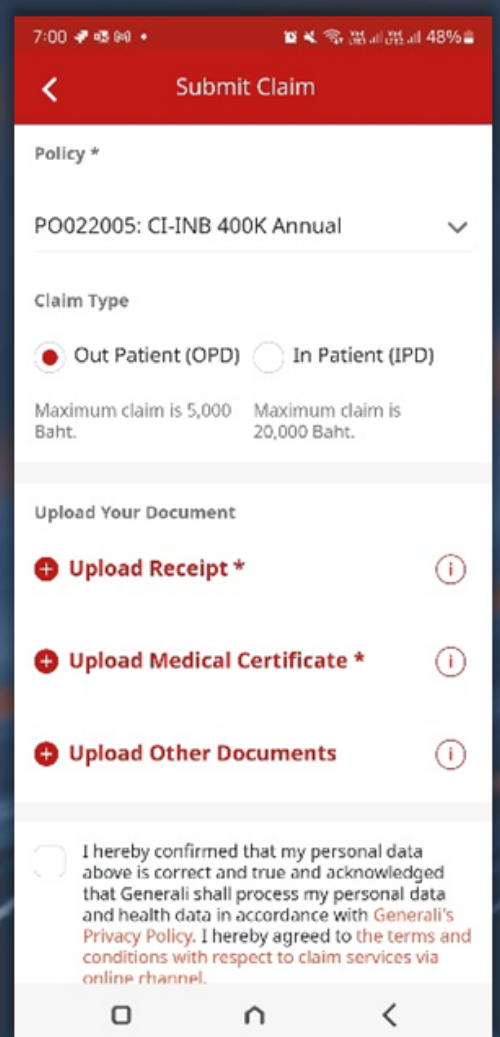 7:00
48%
Submit Claim
Policy *
PO022005: CI-INB 400K Annual
Claim Type
Out Patient (OPD)
In Patient (IPD)
Maximum claim is 5,000
Baht.
Maximum claim is
20,000 Baht.
Upload Your Document
Upload Receipt *
Upload Medical Certificate *
Upload Other Documents
I hereby confirmed that my personal data
above is correct and true and acknowledged
that Generali shall process my personal data
and health data in accordance with Generali's
Privacy Policy. I hereby agreed to the terms and
conditions with respect to claim services via
online channel.